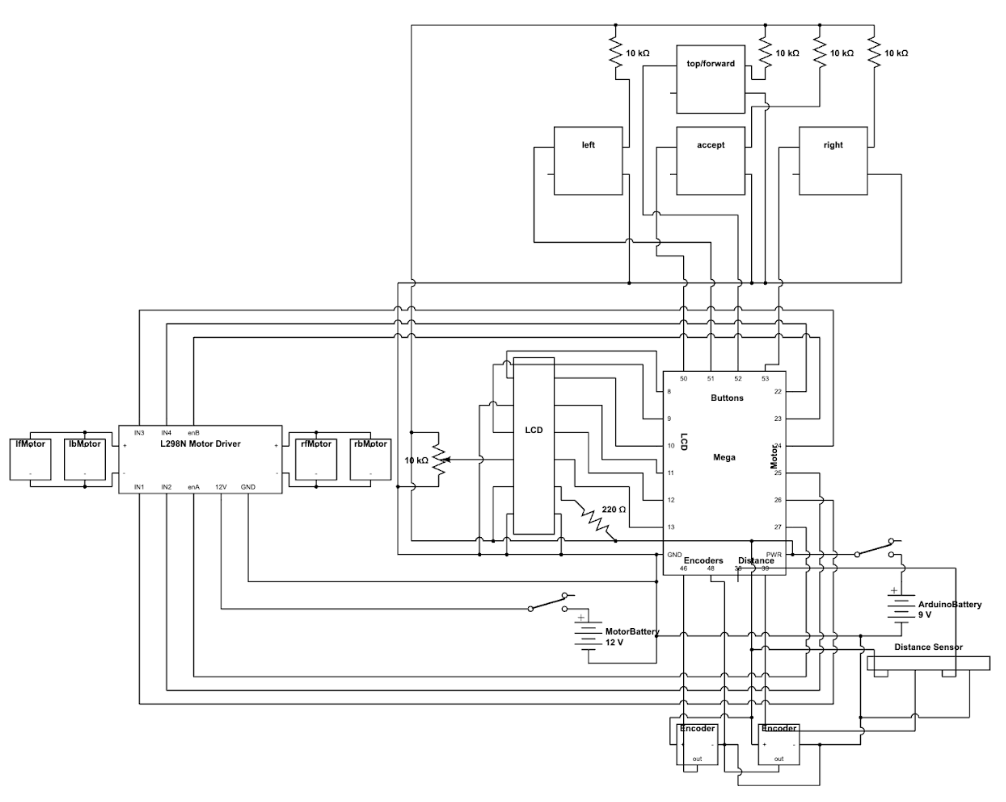 10 kΩ
10 kΩ
10 kΩ
10 kΩ
top/forward
left
accept
right
50
51
52
53
Buttons
8
22
9
23
LCD
LCD
10
24
Mega
Motor
11
25
12
26
13
27
IN3
IN4
enB
lfMotor
lbMotor
L298N Motor Driver
rfMotor
rbMotor
+
+
-
-
-
-
-
-
IN1
IN2
enA
12V
GND
10 kΩ
220 Ω
GND
Encoders
Distance
PWR
46
48
38
39
+
MotorBattery
12 V
+
ArduinoBattery
9 V
Distance Sensor
Encoder
Encoder
+
-
+
-
out
out